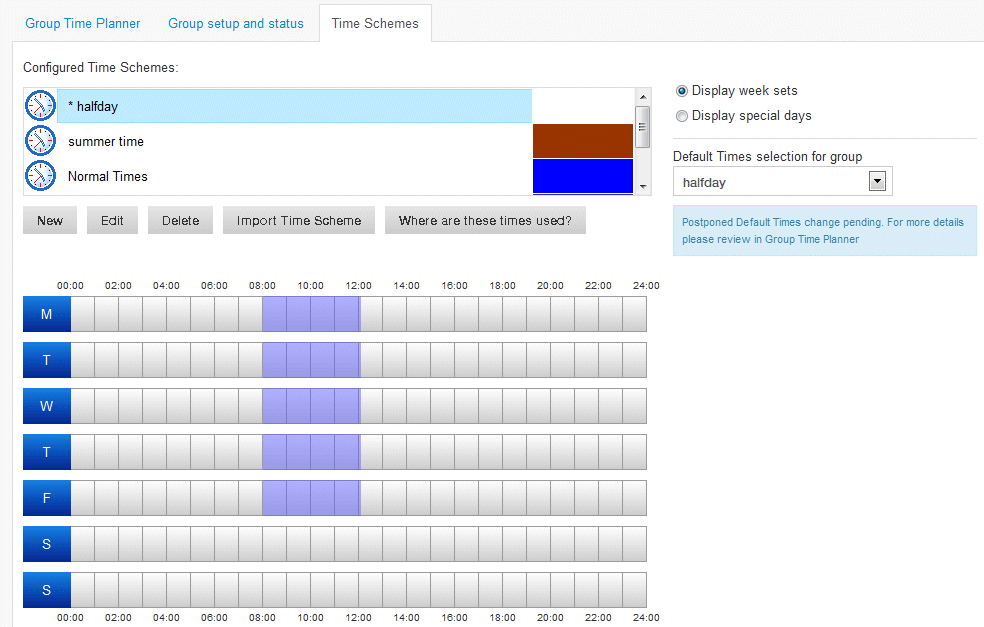 Group Time Planner Group setup and status Time Schemes
Configured Time Schemes:
* halfday
summer time
Normal Times
New Edit Delete Import Time Scheme Where are these times used?
Display week sets
Display special days
Default Times selection for group
halfday
Postponed Default Times change pending. For more details
please review in Group Time Planner
00:00 02:00 04:00 06:00 08:00 10:00 12:00 14:00 16:00 18:00 20:00 22:00 24:00
M
T
W
T
F
S
S
00:00 02:00 04:00 06:00 08:00 10:00 12:00 14:00 16:00 18:00 20:00 22:00 24:00